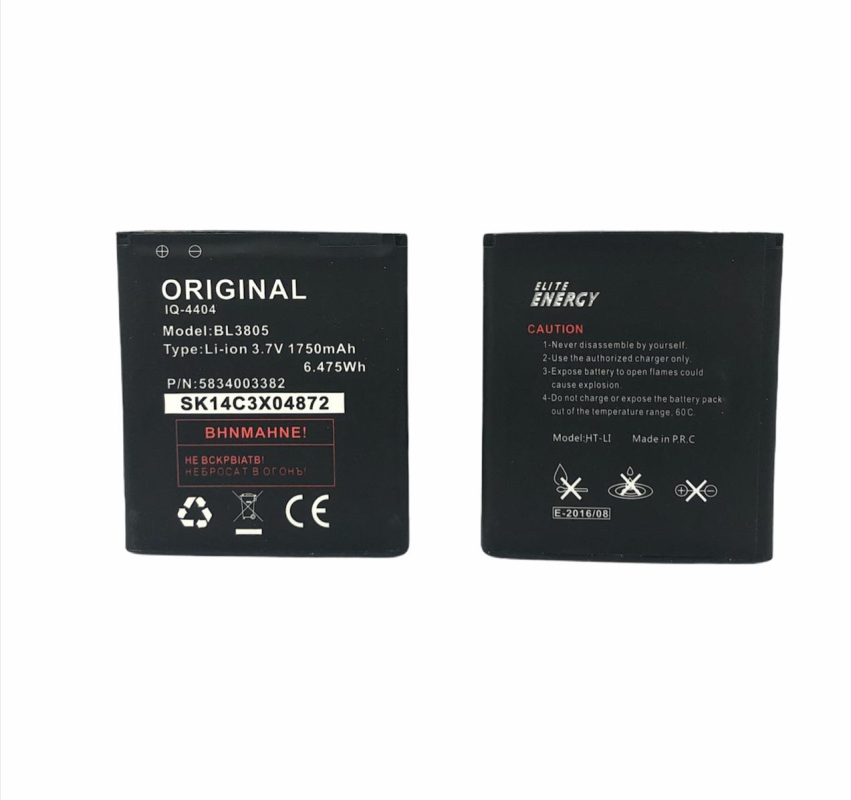 ORIGINAL
IQ-4404
Model:BL3805
Type:Li-ion 3.7V 1750mAh
6.475Wh
P/N:5834003382
SK14C3X04872
BHNMAHNE!
HE BCKPBIATB!
НЕБРОСАТ В ОГОНЪ!
CE
ELITE
ENERGY
CAUTION
1-Never disassemble by yourself.
2-Use the authorized charger only.
3-Expose battery to open flames could
cause explosion.
4-Do not charge or expose the battery pack
out of the temperature range, 60C.
Model:HT-LI Made in P.R.C
E-2016/08